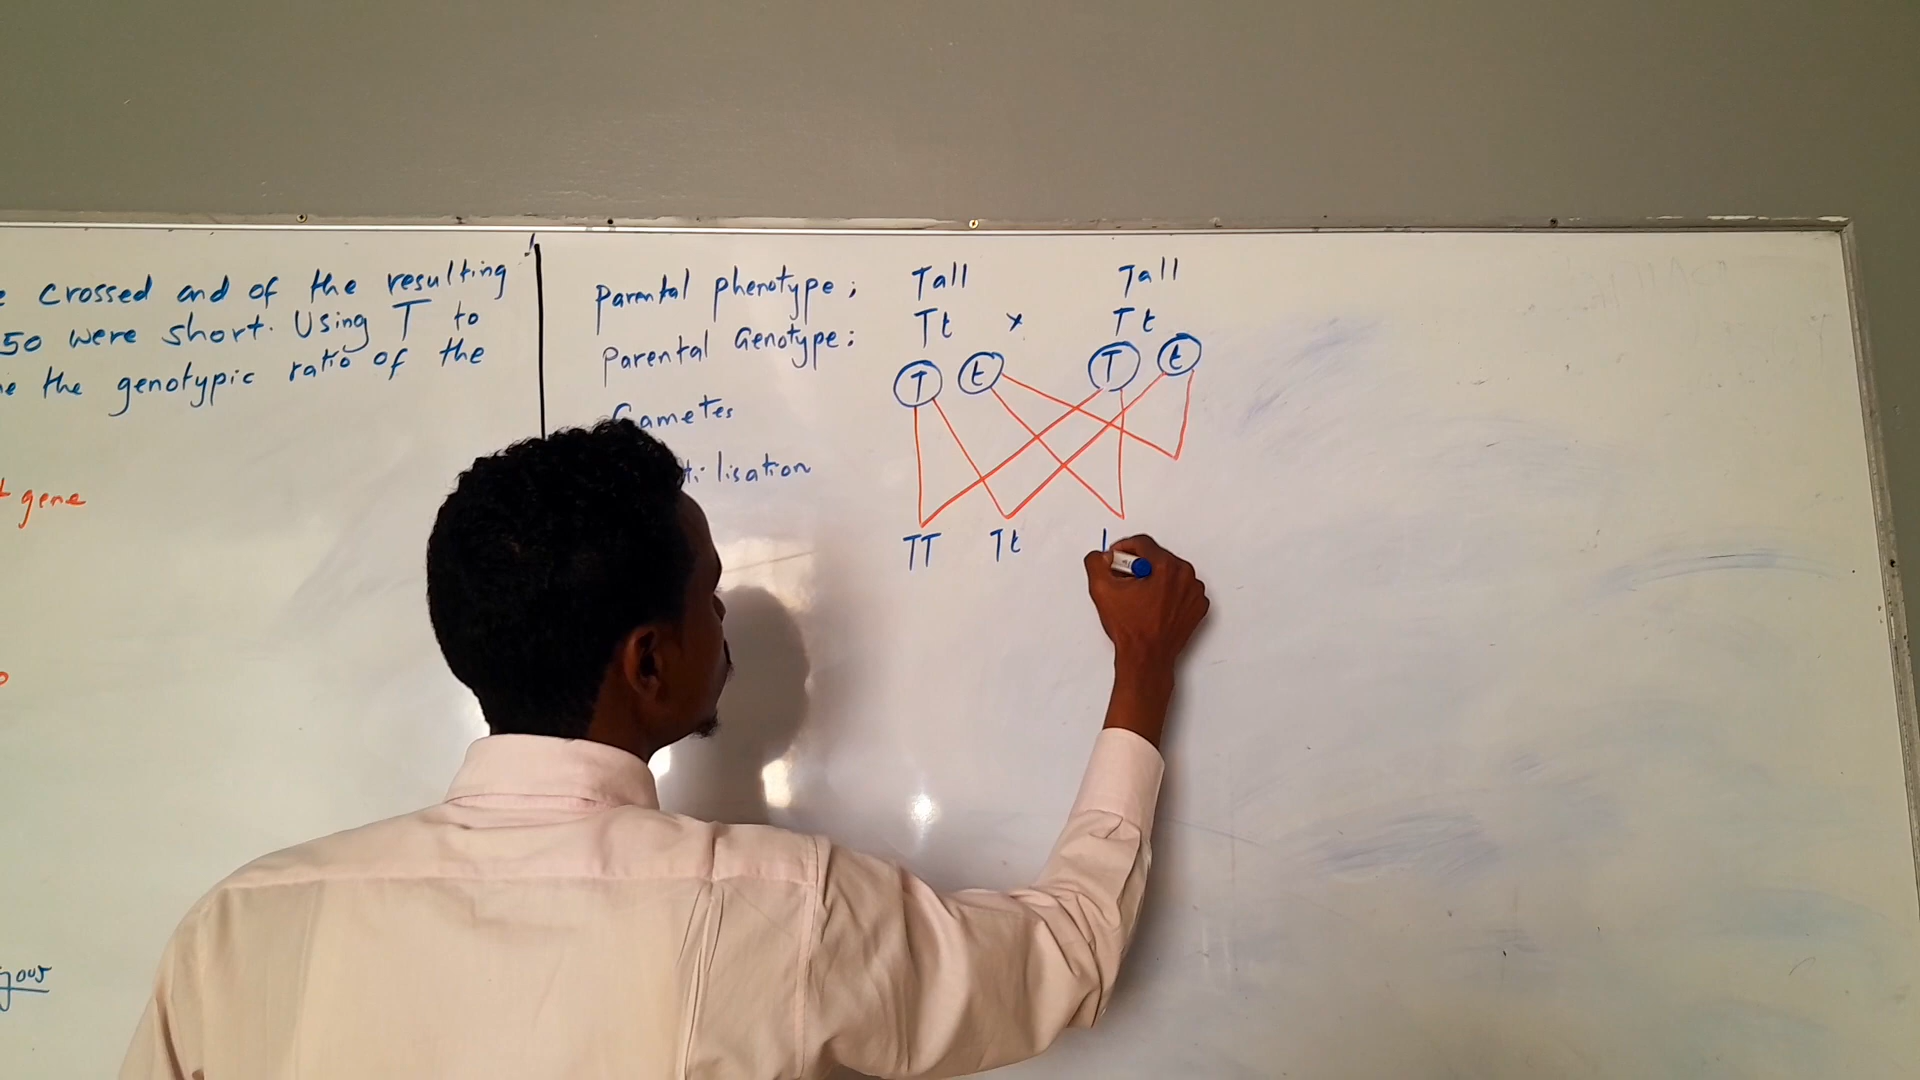 crossed and of the resulting
50 were short. Using T to
the genotypic ratio of the
gene
Parental phenotype; Tall Tall
Parental Genotype: Tt x Tt
T t T t
Gametes
lisation
TT Tt